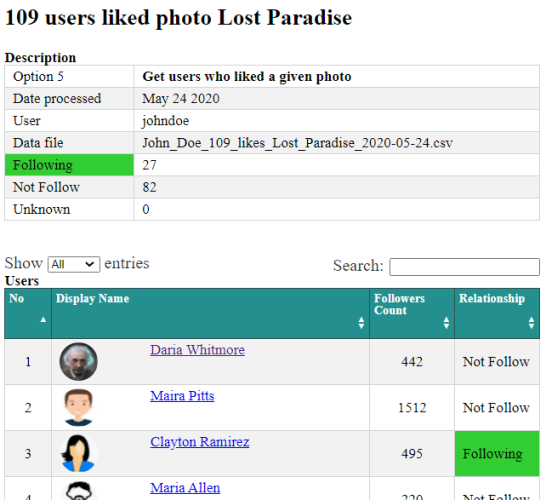 109 users liked photo Lost Paradise
Description
Option 5 Get users who liked a given photo
Date processed May 24 2020
User johndoe
Data file John_Doe_109_likes_Lost_Paradise_2020-05-24.csv
Following 27
Not Follow 82
Unknown 0
Show All entries Search:
Users
No Display Name Followers Count Relationship
1 Daria Whitmore 442 Not Follow
2 Maira Pitts 1512 Not Follow
3 Clayton Ramirez 495 Following
4 Maria Allen 220 Not Follow